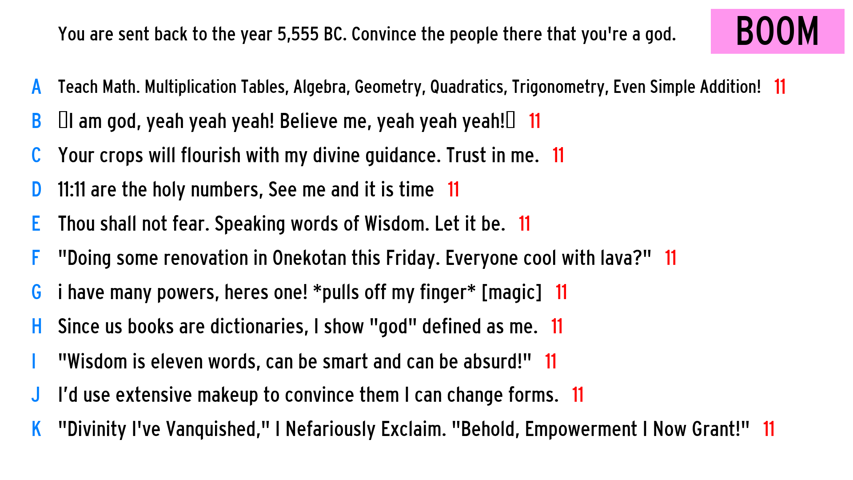 You are sent back to the year 5,555 BC. Convince the people there that you're a god.
BOOM
A Teach Math. Multiplication Tables, Algebra, Geometry, Quadratics, Trigonometry, Even Simple Addition! 11
B ▯I am god, yeah yeah yeah! Believe me, yeah yeah yeah!▯ 11
C Your crops will flourish with my divine guidance. Trust in me. 11
D 11:11 are the holy numbers, See me and it is time 11
E Thou shall not fear. Speaking words of Wisdom. Let it be. 11
F "Doing some renovation in Onekotan this Friday. Everyone cool with lava?" 11
G i have many powers, heres one! *pulls off my finger* [magic] 11
H Since us books are dictionaries, I show "god" defined as me. 11
I "Wisdom is eleven words, can be smart and can be absurd!" 11
J I’d use extensive makeup to convince them I can change forms. 11
K "Divinity I've Vanquished," I Nefariously Exclaim. "Behold, Empowerment I Now Grant!" 11